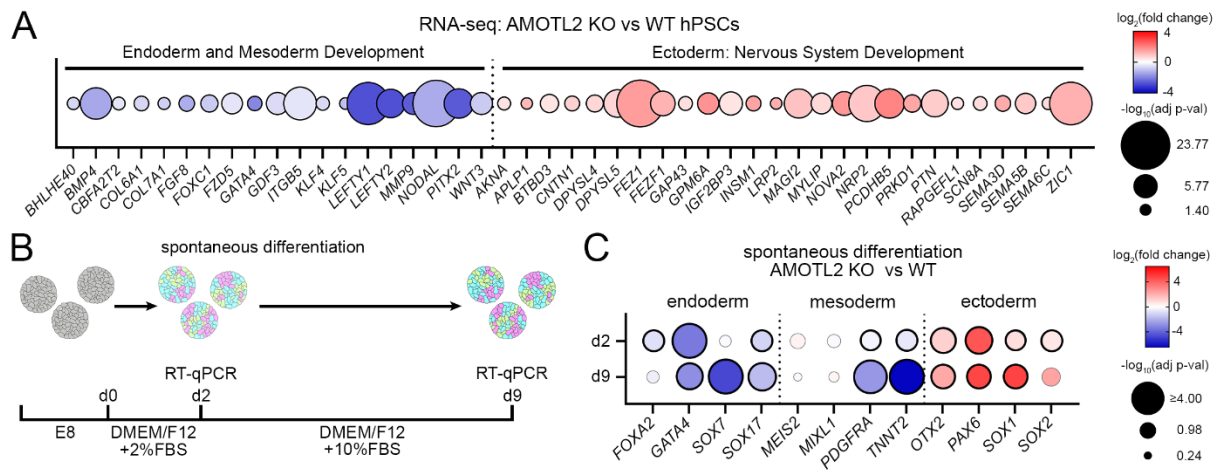 A
RNA-seq: AMOTL2 KO vs WT hPSCs
Endoderm and Mesoderm Development
Ectoderm: Nervous System Development
BHLHE40
BMP4
CBFA2T2
COL6A1
COL7A1
FGF8
FOXC1
FZD5
GATA4
GDF3
ITGB5
KLF4
KLF5
LEFTY1
LEFTY2
MMP9
NODAL
PITX2
WNT3
AKNA
APLP1
BTBD3
CNTN1
DPYSL4
DPYSL5
FEZ1
FEZF1
GAP43
GPM6A
IGF2BP3
INSM1
LRP2
MAGI2
MYLIP
NOVA2
NRP2
PCDHB5
PRKD1
PTN
RAPGEFL1
SCN8A
SEMA3D
SEMA5B
SEMA6C
ZIC1
log2(fold change)
4
0
-4
-log10(adj p-val)
23.77
5.77
1.40
B
spontaneous differentiation
RT-qPCR
RT-qPCR
d0
d2
d9
E8
DMEM/F12
+2%FBS
DMEM/F12
+10%FBS
C
spontaneous differentiation
AMOTL2 KO vs WT
endoderm
mesoderm
ectoderm
d2
d9
FOXA2
GATA4
SOX7
SOX17
MEIS2
MIXL1
PDGFRA
TNNT2
OTX2
PAX6
SOX1
SOX2
log2(fold change)
4
0
-4
-log10(adj p-val)
≥4.00
0.98
0.24